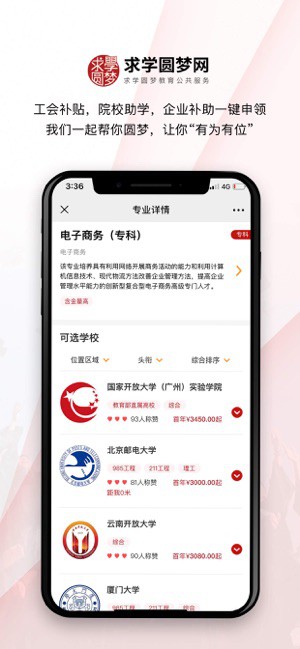 求學圆梦
求学圆梦网
求学圆梦教育公共服务
工会补贴，院校助学，企业补助一键申领
我们一起帮你圆梦，让你“有为有位”
3:36
4G
专业详情
电子商务（专科）
专科
电子商务
该专业培养具有利用网络开展商务活动的能力和利用计算
机信息技术、现代物流方法改善企业管理方法，提高企业
管理水平能力的创新型复合型电子商务高级专门人才。
含金量高
可选学校
位置区域
头衔
综合排序
国家开放大学（广州）实验学院
教育部直属高校
综合
93人称赞
首年¥3450.00起
北京邮电大学
985工程
211工程
理工
81人称赞
首年¥3000.00起
距我0米
云南开放大学
综合
90人称赞
首年¥3080.00起
厦门大学
985工程
211工程
综合